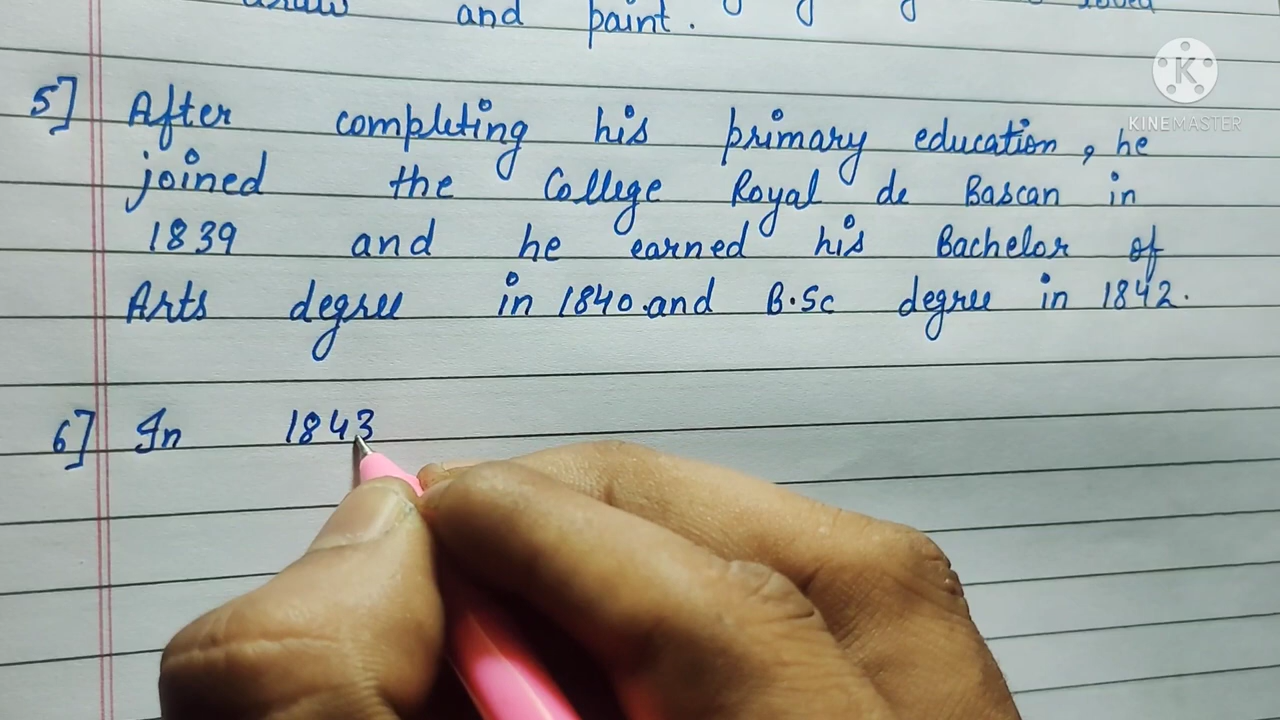 and paint.
KINEMASTER
5] After completing his primary education, he
joined the College Royal de Bascan in
1839 and he earned his Bachelor of
Arts degree in 1840.and B.Sc degree in 1842.
6] In 1843